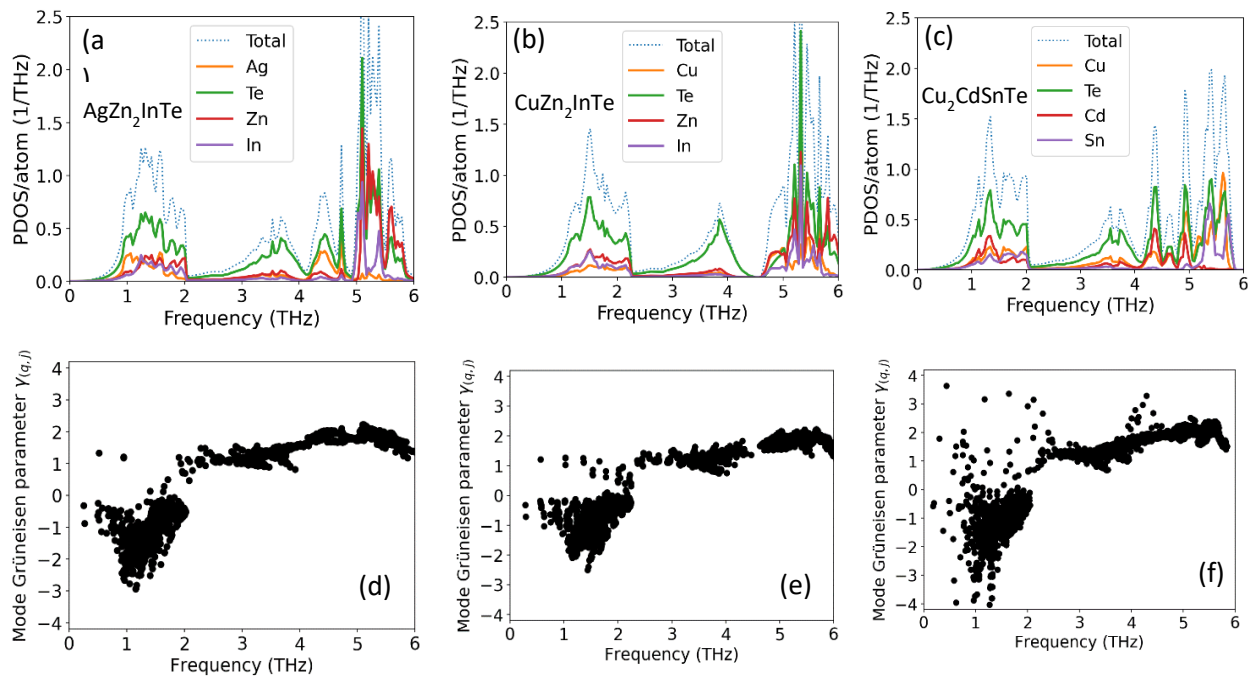 (a
)
AgZn₂InTe
Total
Ag
Te
Zn
In
PDOS/atom (1/THz)
2.5
2.0
1.5
1.0
0.5
0.0
0 1 2 3 4 5 6
Frequency (THz)
(b)
CuZn₂InTe
Total
Cu
Te
Zn
In
PDOS/atom (1/THz)
2.5
2.0
1.5
1.0
0.5
0.0
0 1 2 3 4 5 6
Frequency (THz)
(c)
Cu₂CdSnTe
Total
Cu
Te
Cd
Sn
PDOS/atom (1/THz)
2.5
2.0
1.5
1.0
0.5
0.0
0 1 2 3 4 5 6
Frequency (THz)
Mode Grüneisen parameter γ(q,j)
4
3
2
1
0
−1
−2
−3
−4
(d)
0 1 2 3 4 5 6
Frequency (THz)
Mode Grüneisen parameter γ(q,j)
4
3
2
1
0
−1
−2
−3
−4
(e)
0 1 2 3 4 5 6
Frequency (THz)
Mode Grüneisen parameter γ(q,j)
4
3
2
1
0
−1
−2
−3
−4
(f)
0 1 2 3 4 5 6
Frequency (THz)